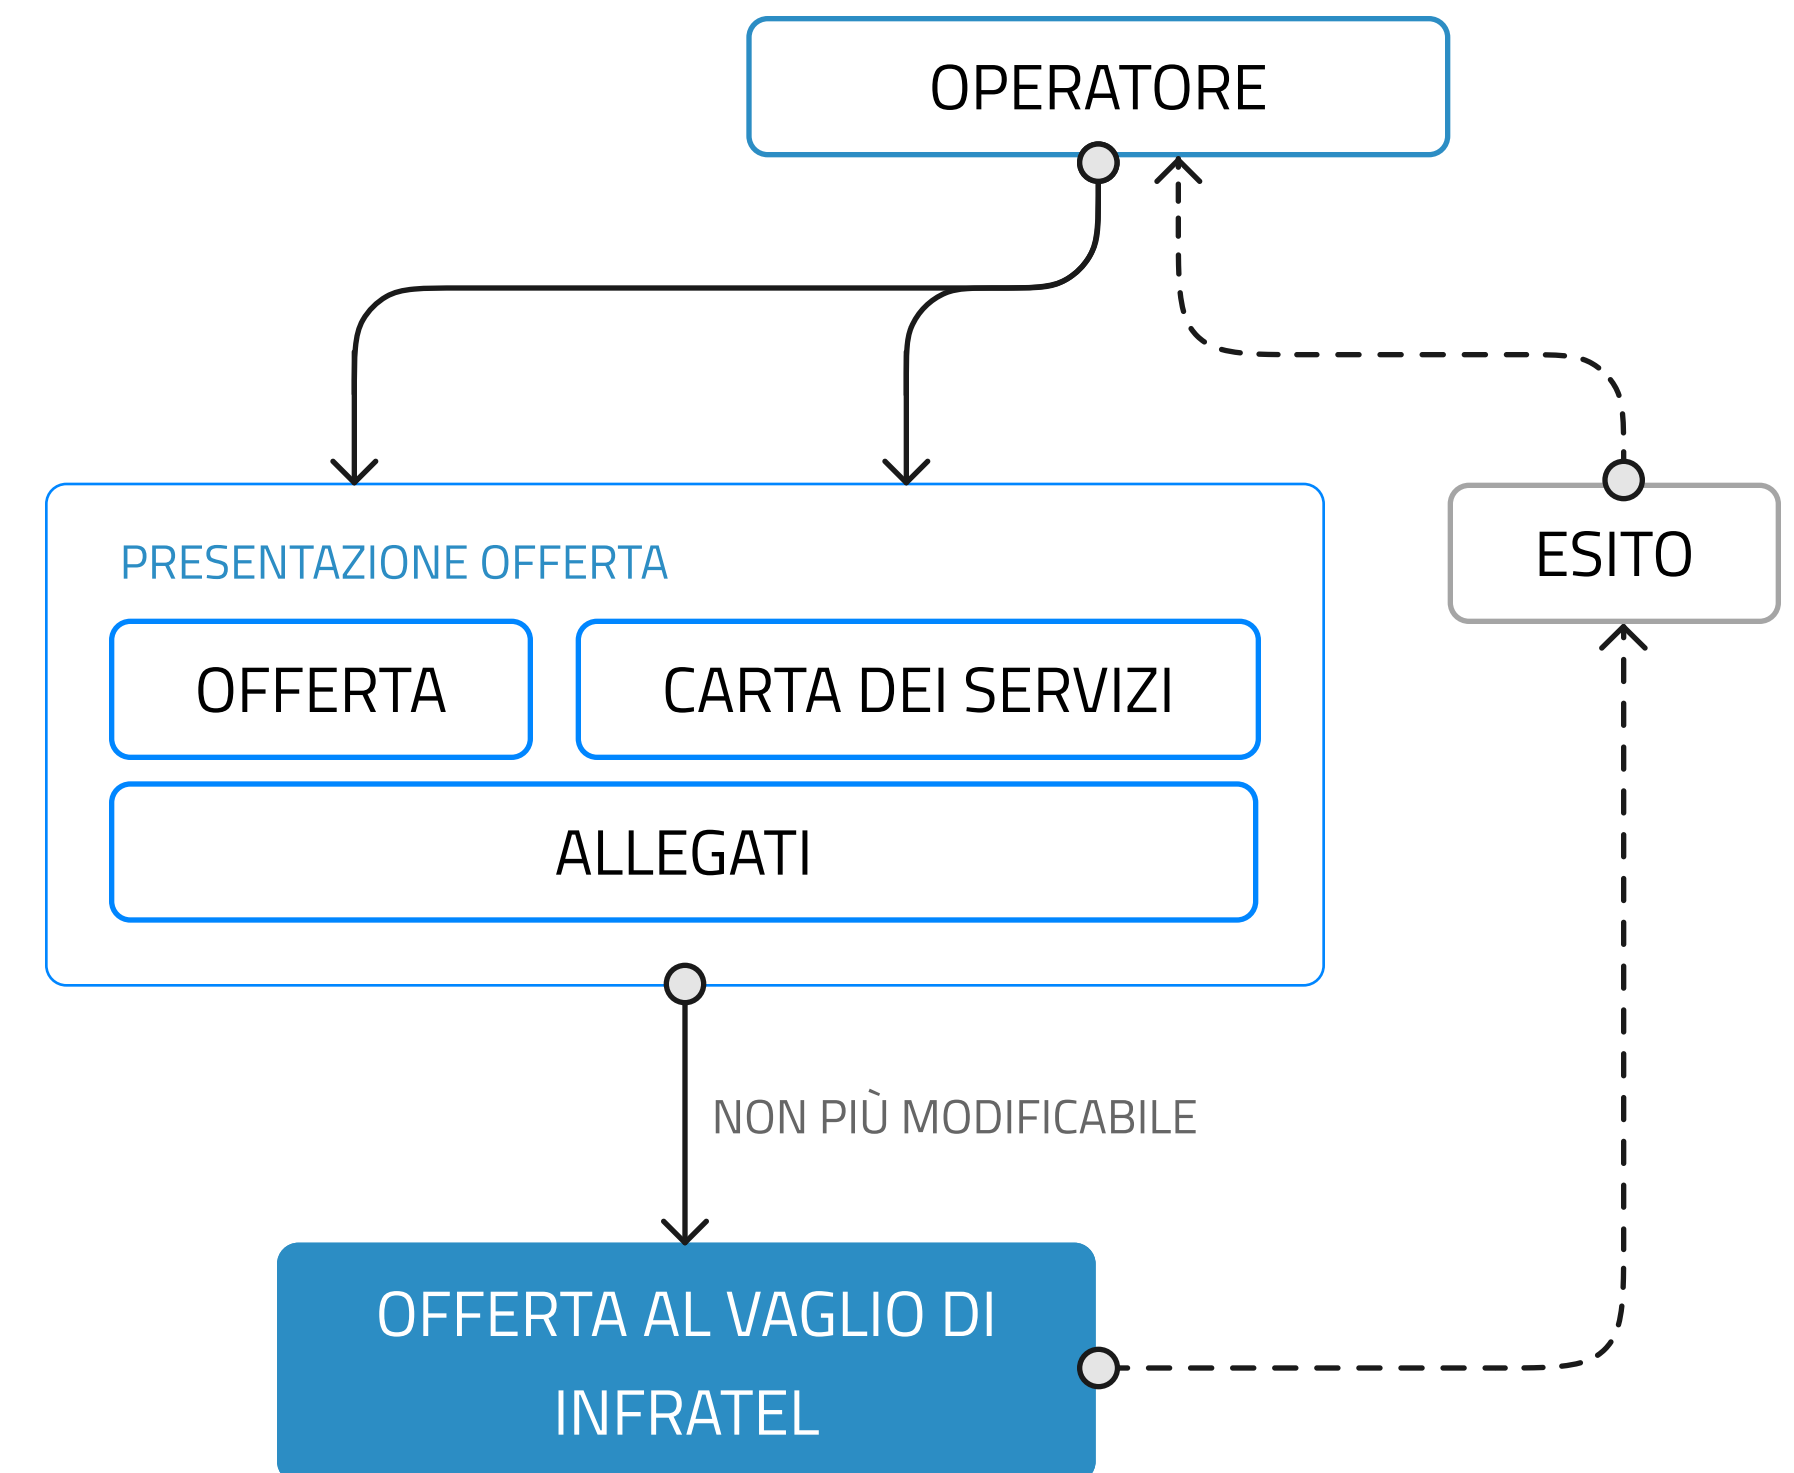 OPERATORE
PRESENTAZIONE OFFERTA
ESITO
OFFERTA
CARTA DEI SERVIZI
ALLEGATI
NON PIÙ MODIFICABILE
OFFERTA AL VAGLIO DI
INFRATEL